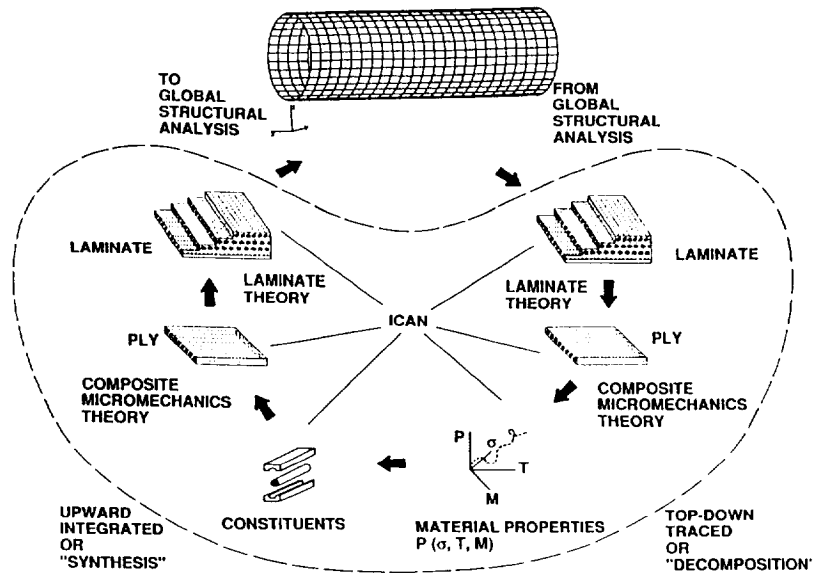 TO
GLOBAL
STRUCTURAL
ANALYSIS
FROM
GLOBAL
STRUCTURAL
ANALYSIS
LAMINATE
LAMINATE
THEORY
LAMINATE
LAMINATE
THEORY
ICAN
PLY
PLY
COMPOSITE
MICROMECHANICS
THEORY
COMPOSITE
MICROMECHANICS
THEORY
P
σ
T
M
CONSTITUENTS
MATERIAL PROPERTIES
P (σ, T, M)
UPWARD
INTEGRATED
OR
"SYNTHESIS"
TOP-DOWN
TRACED
OR
"DECOMPOSITION'